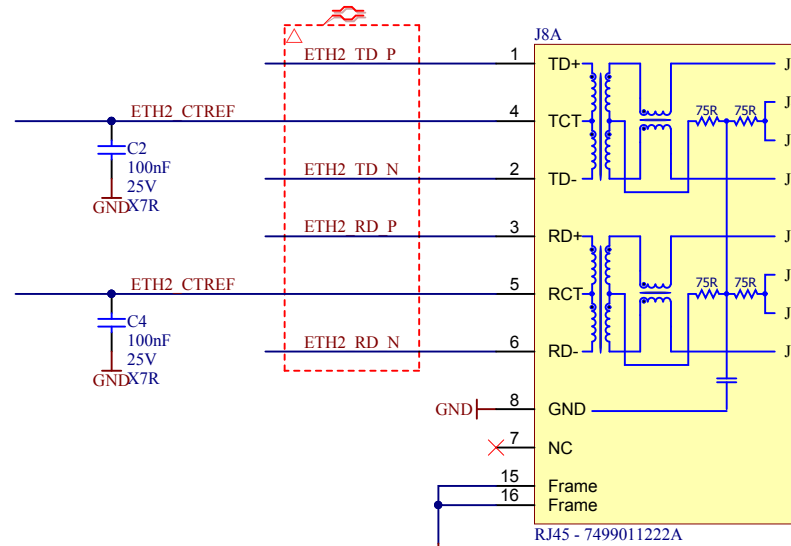 J8A
ETH2_TD_P 1 TD+ J
ETH2_CTREF 4 TCT 75R 75R J
J
C2
100nF
25V
X7R
GND
ETH2_TD_N 2 TD- J
ETH2_RD_P 3 RD+ J
ETH2_CTREF 5 RCT 75R 75R J
J
C4
100nF
25V
X7R
GND
ETH2_RD_N 6 RD- J
GND 8 GND
7 NC
15 Frame
16 Frame
RJ45 - 7499011222A